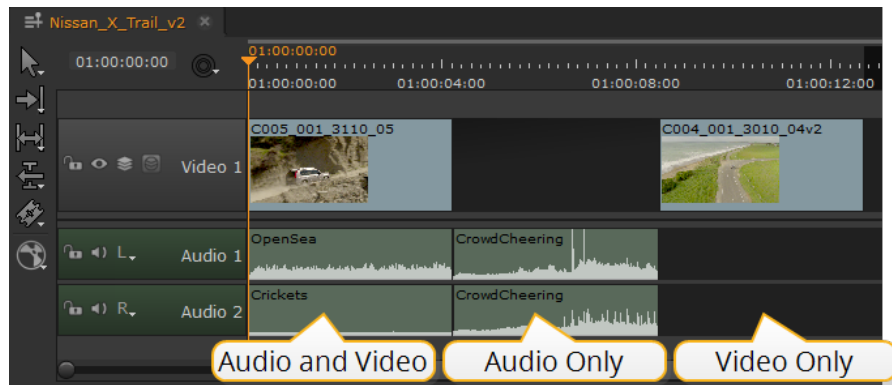 Nissan_X_Trail_v2
01:00:00:00
01:00:00:00
01:00:00:00 01:00:04:00 01:00:08:00 01:00:12:00
C005_001_3110_05 C004_001_3010_04v2
Video 1
OpenSea CrowdCheering
L Audio 1
Crickets CrowdCheering
R Audio 2
Audio and Video Audio Only Video Only